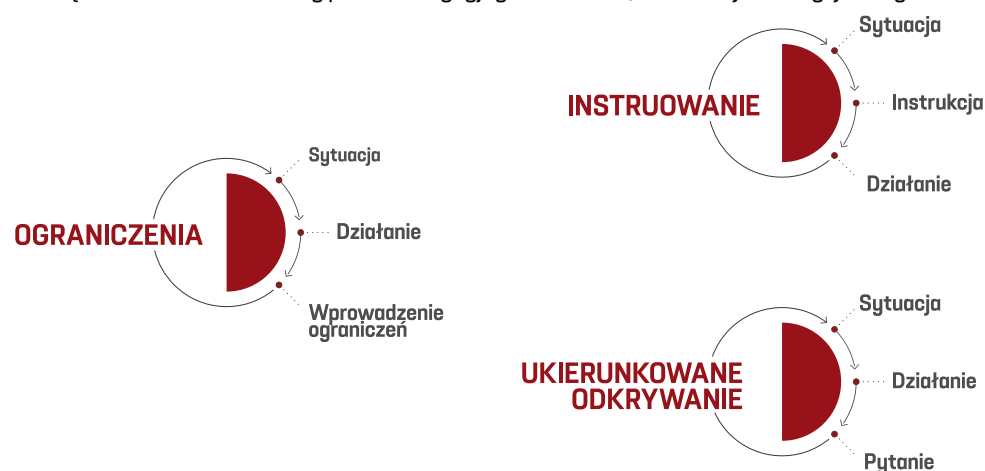 INSTRUOWANIE
Sytuacja
Instrukcja
Działanie
OGRANICZENIA
Sytuacja
Działanie
Wprowadzenie
ograniczeń
UKIERUNKOWANE
ODKRYWANIE
Sytuacja
Działanie
Pytanie